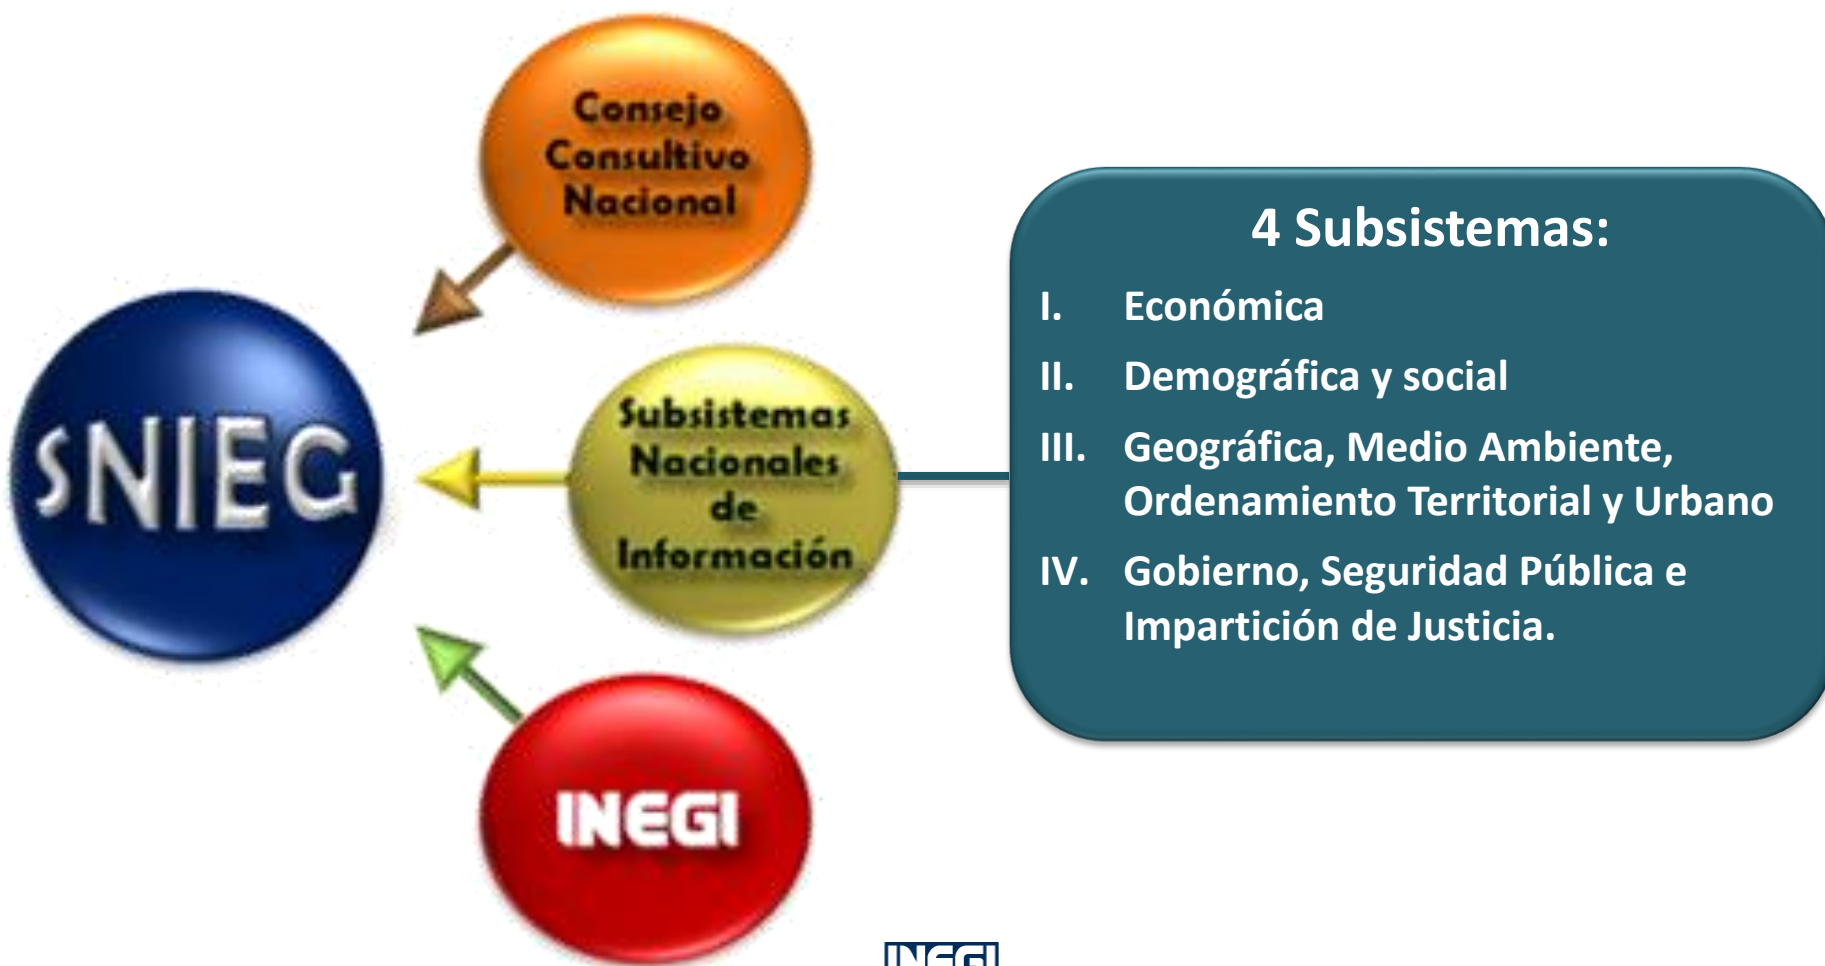 Consejo
Consultivo
Nacional
SNIEG
Subsistemas
Nacionales
de
Información
INEGI
4 Subsistemas:
I. Económica
II. Demográfica y social
III. Geográfica, Medio Ambiente,
Ordenamiento Territorial y Urbano
IV. Gobierno, Seguridad Pública e
Impartición de Justicia.
INEGI